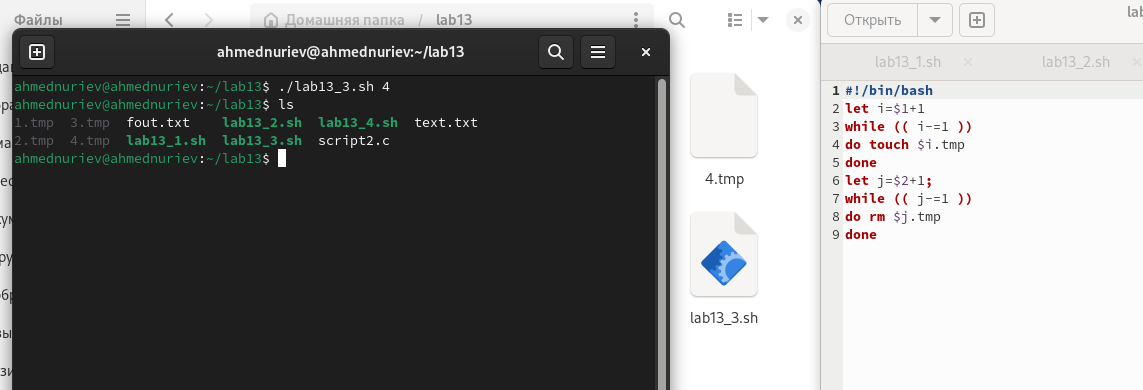 Файлы
Домашняя папка / lab13
ahmednuriev@ahmednuriev:~/lab13
ahmednuriev@ahmednuriev:~/lab13$ ./lab13_3.sh 4
ahmednuriev@ahmednuriev:~/lab13$ ls
1.tmp 3.tmp fout.txt lab13_2.sh lab13_4.sh text.txt
2.tmp 4.tmp lab13_1.sh lab13_3.sh script2.c
ahmednuriev@ahmednuriev:~/lab13$
4.tmp
lab13_3.sh
Открыть
lab13_1.sh
lab13_2.sh
1 #!/bin/bash
2 let i=$1+1
3 while (( i-=1 ))
4 do touch $i.tmp
5 done
6 let j=$2+1;
7 while (( j-=1 ))
8 do rm $j.tmp
9 done